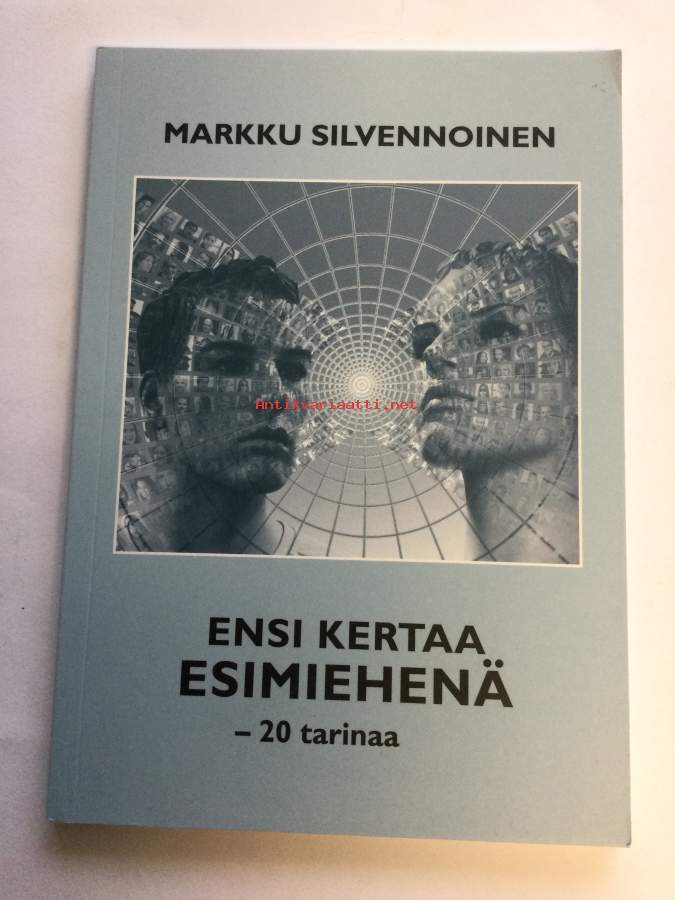 MARKKU SILVENNOINEN
Antikvariaatti.net
ENSI KERTAA
ESIMIEHENÄ
– 20 tarinaa